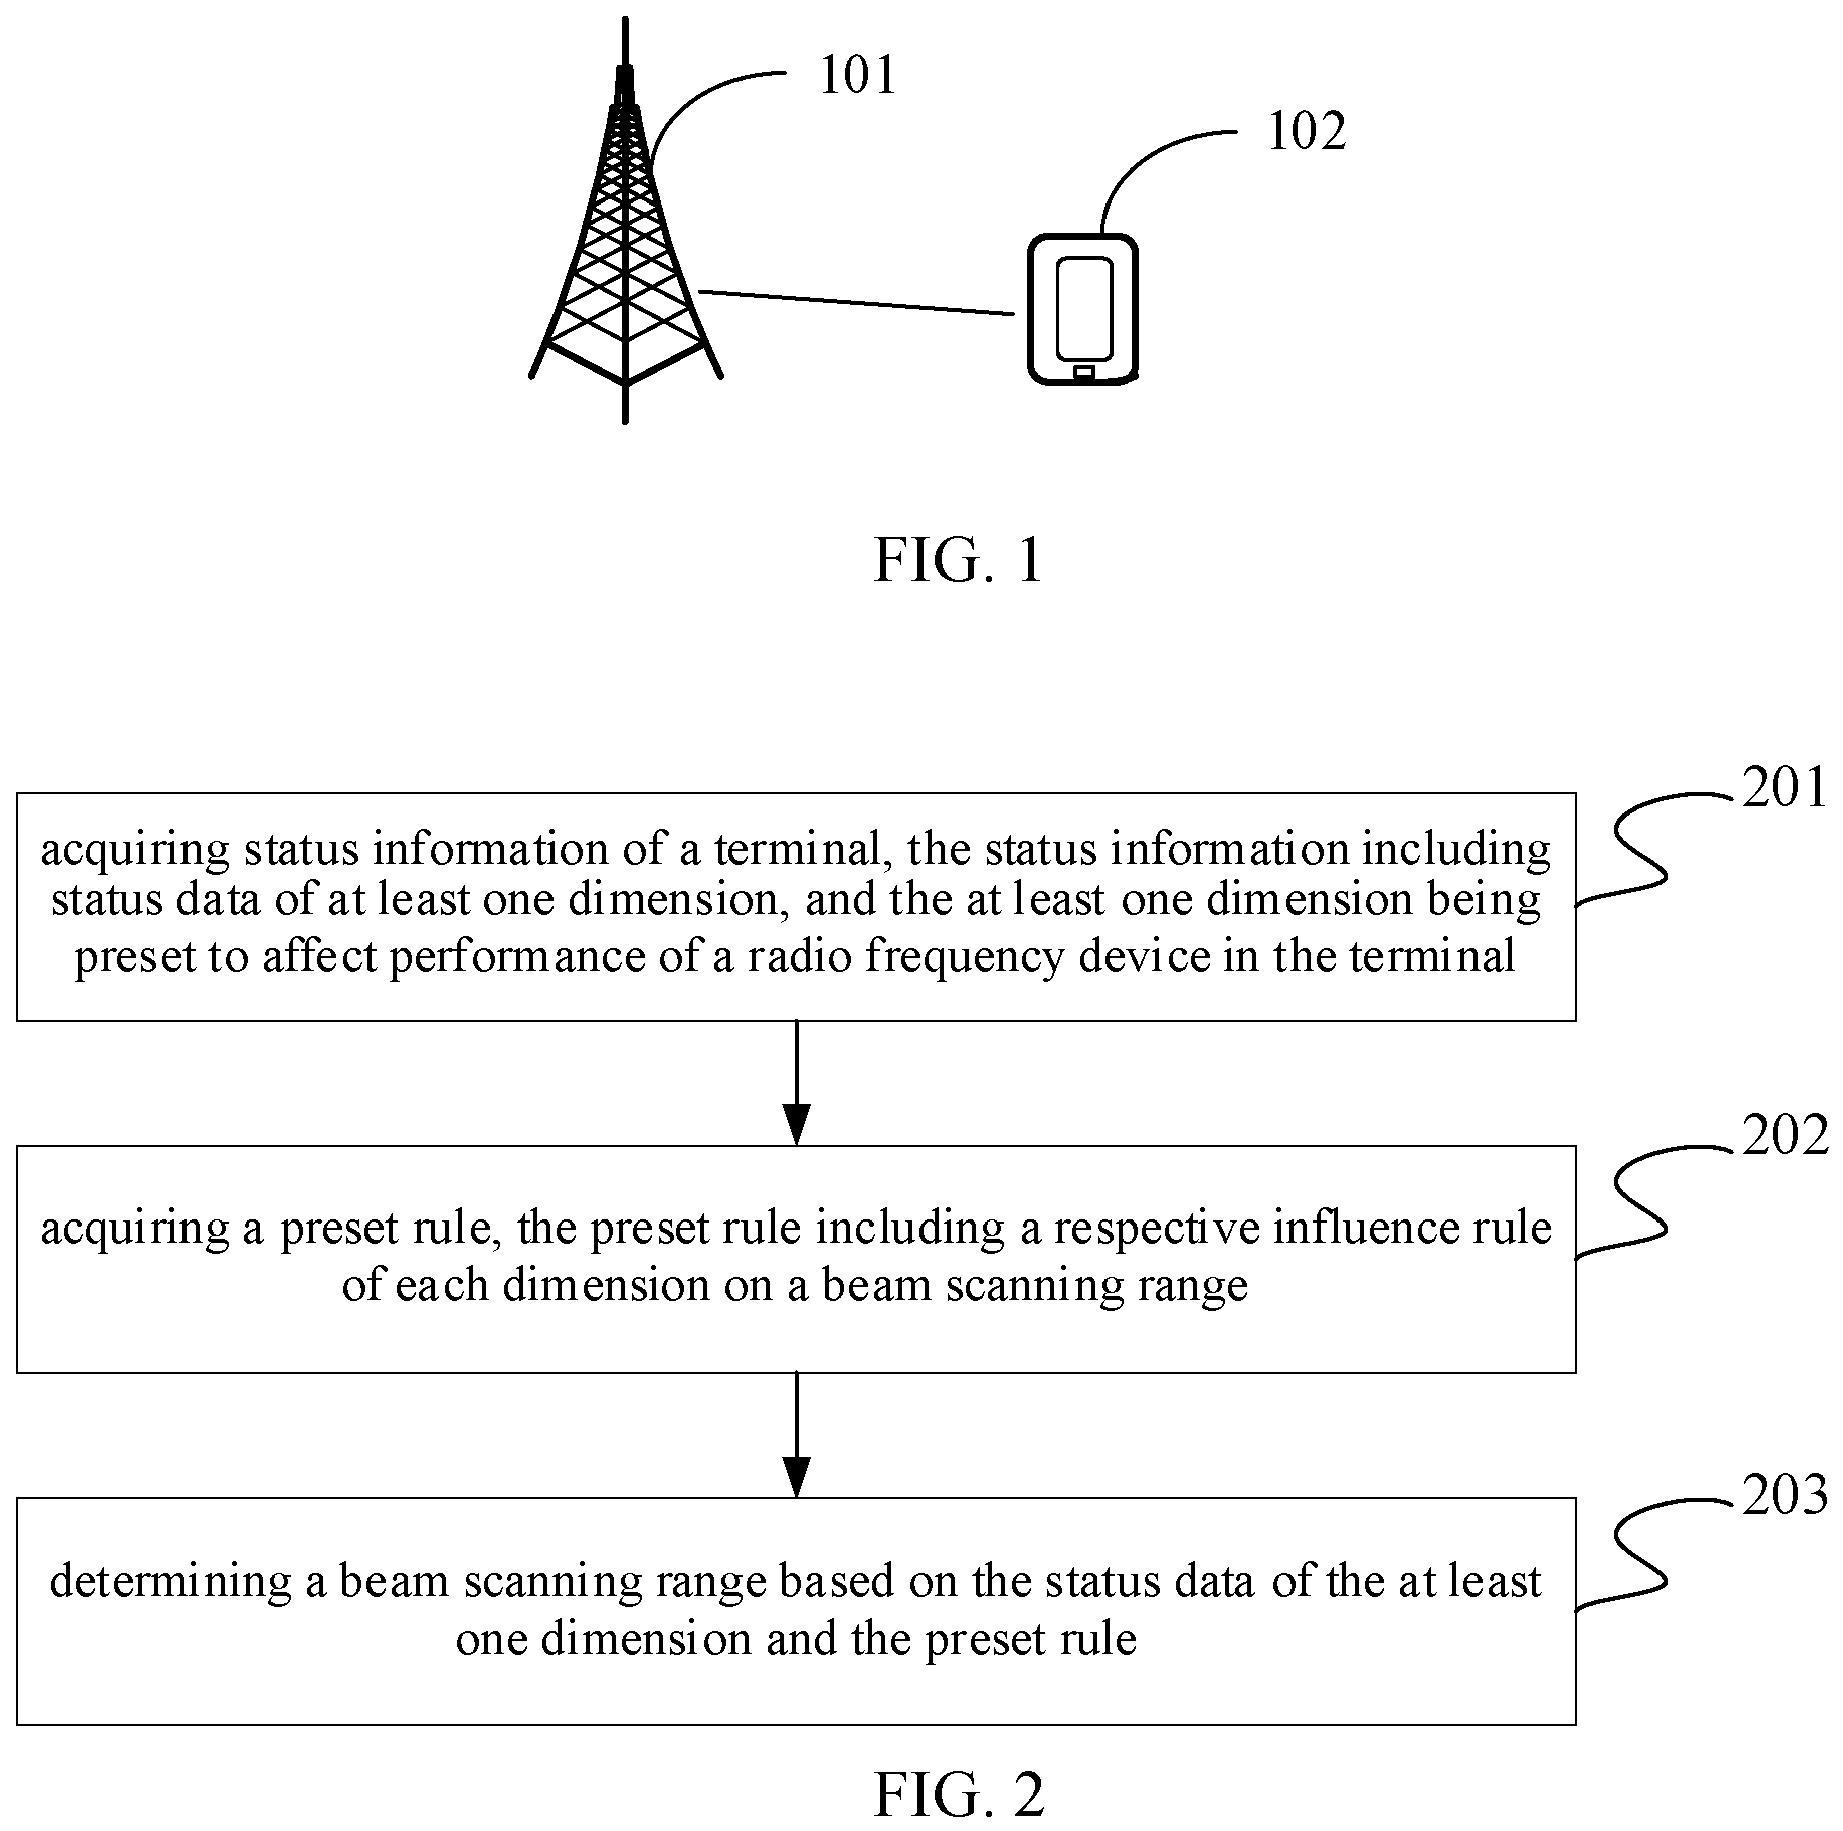 101
102
FIG. 1
201
acquiring status information of a terminal, the status information including
status data of at least one dimension, and the at least one dimension being
preset to affect performance of a radio frequency device in the terminal
202
acquiring a preset rule, the preset rule including a respective influence rule
of each dimension on a beam scanning range
203
determining a beam scanning range based on the status data of the at least
one dimension and the preset rule
FIG. 2